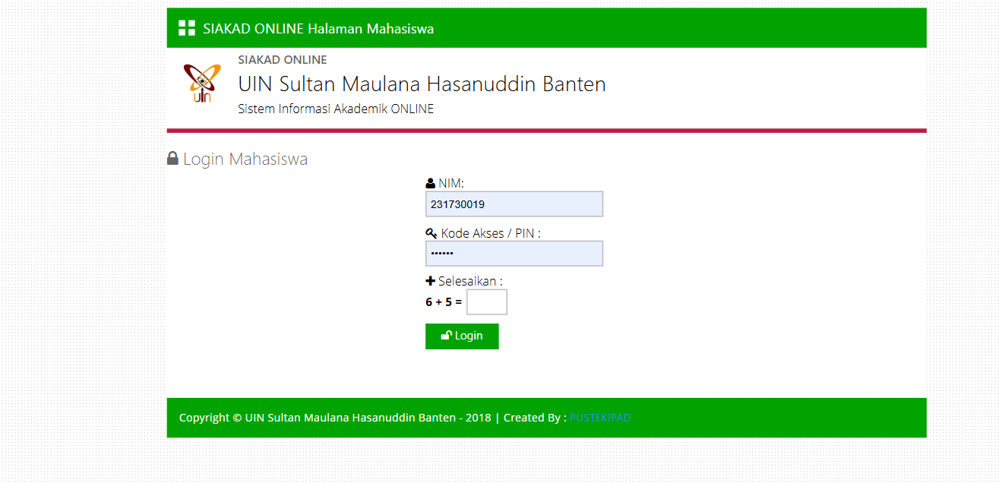 SIAKAD ONLINE Halaman Mahasiswa
SIAKAD ONLINE
UIN Sultan Maulana Hasanuddin Banten
Sistem Informasi Akademik ONLINE
uin
Login Mahasiswa
NIM:
231730019
Kode Akses / PIN :
••••••
Selesaikan :
6 + 5 =
Login
Copyright © UIN Sultan Maulana Hasanuddin Banten - 2018 | Created By : PUSTEKIPAD